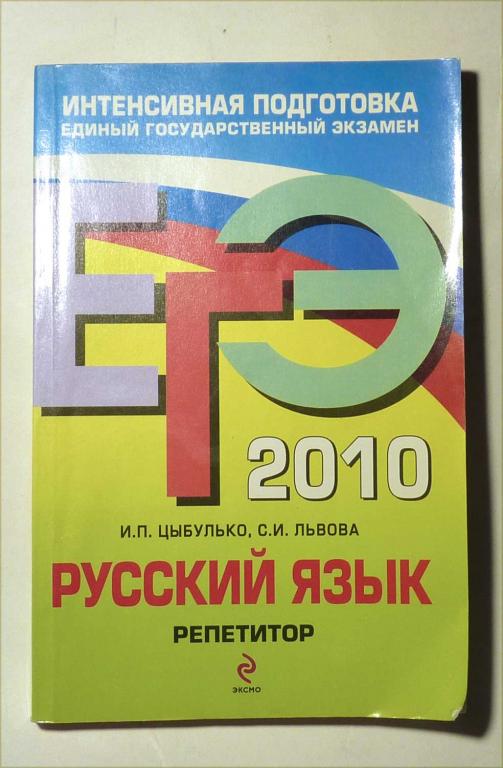 ИНТЕНСИВНАЯ ПОДГОТОВКА
ЕДИНЫЙ ГОСУДАРСТВЕННЫЙ ЭКЗАМЕН
ЕГЭ
2010
И.П. ЦЫБУЛЬКО, С.И. ЛЬВОВА
РУССКИЙ ЯЗЫК
РЕПЕТИТОР
ЭКСМО